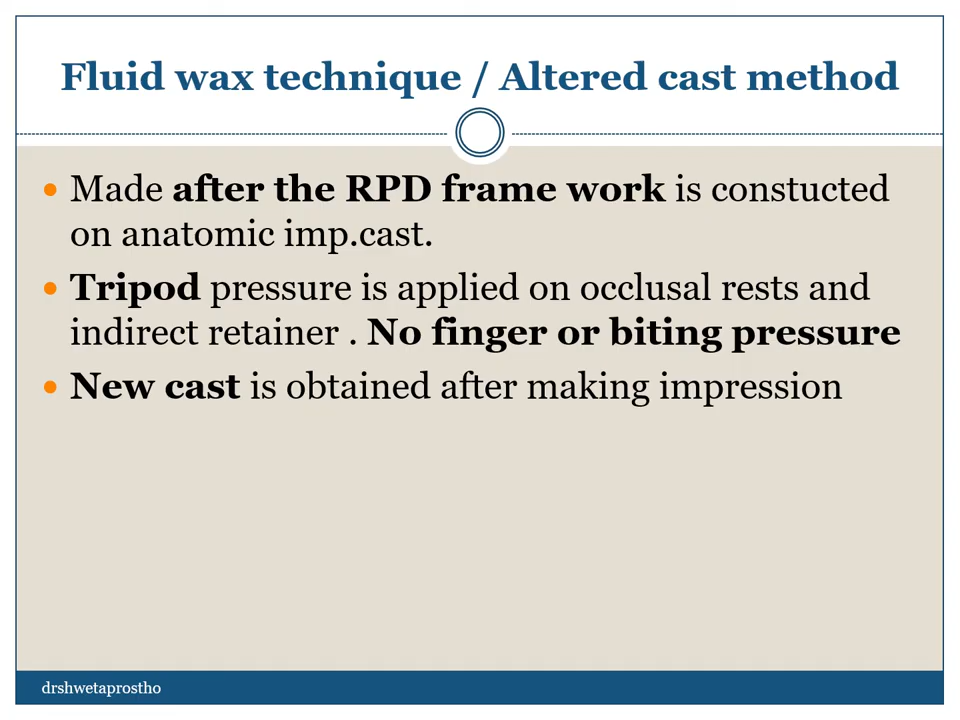 Fluid wax technique / Altered cast method
• Made after the RPD frame work is constucted
on anatomic imp.cast.
• Tripod pressure is applied on occlusal rests and
indirect retainer . No finger or biting pressure
• New cast is obtained after making impression
drshwetaprostho